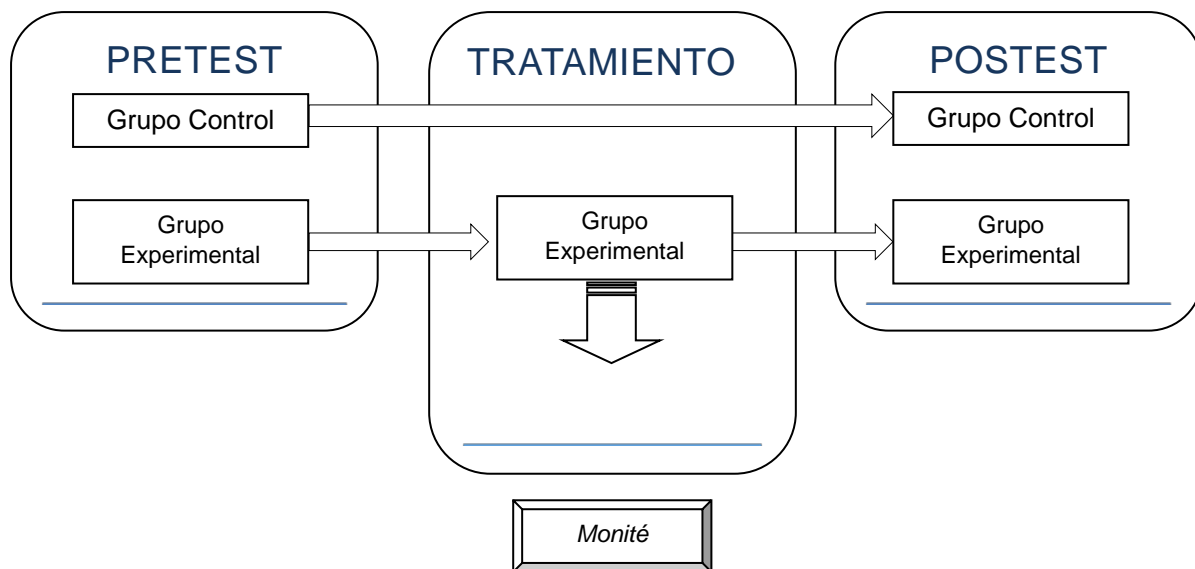 PRETEST
Grupo Control
Grupo
Experimental
TRATAMIENTO
Grupo
Experimental
Monité
POSTEST
Grupo Control
Grupo
Experimental